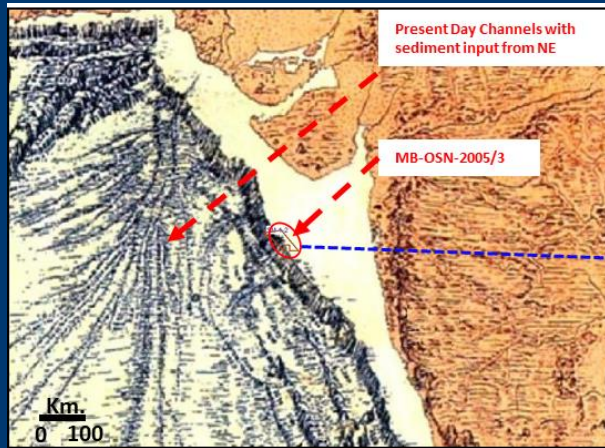 Present Day Channels with
sediment input from NE
MB-OSN-2005/3
Km.
0 100